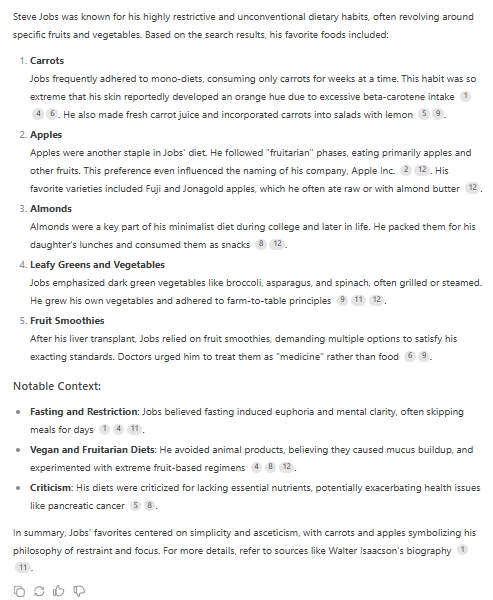 Steve Jobs was known for his highly restrictive and unconventional dietary habits, often revolving around
specific fruits and vegetables. Based on the search results, his favorite foods included:
1. Carrots
Jobs frequently adhered to mono-diets, consuming only carrots for weeks at a time. This habit was so
extreme that his skin reportedly developed an orange hue due to excessive beta-carotene intake 1
4 6. He also made fresh carrot juice and incorporated carrots into salads with lemon 5 9.
2. Apples
Apples were another staple in Jobs' diet. He followed "fruitarian" phases, eating primarily apples and
other fruits. This preference even influenced the naming of his company, Apple Inc. 2 12. His
favorite varieties included Fuji and Jonagold apples, which he often ate raw or with almond butter 12.
3. Almonds
Almonds were a key part of his minimalist diet during college and later in life. He packed them for his
daughter's lunches and consumed them as snacks 8 12.
4. Leafy Greens and Vegetables
Jobs emphasized dark green vegetables like broccoli, asparagus, and spinach, often grilled or steamed.
He grew his own vegetables and adhered to farm-to-table principles 9 11 12.
5. Fruit Smoothies
After his liver transplant, Jobs relied on fruit smoothies, demanding multiple options to satisfy his
exacting standards. Doctors urged him to treat them as "medicine" rather than food 6 9.
Notable Context:
• Fasting and Restriction: Jobs believed fasting induced euphoria and mental clarity, often skipping
meals for days 1 4 11.
• Vegan and Fruitarian Diets: He avoided animal products, believing they caused mucus buildup, and
experimented with extreme fruit-based regimens 4 8 12.
• Criticism: His diets were criticized for lacking essential nutrients, potentially exacerbating health issues
like pancreatic cancer 5 8.
In summary, Jobs' favorites centered on simplicity and asceticism, with carrots and apples symbolizing his
philosophy of restraint and focus. For more details, refer to sources like Walter Isaacson's biography 1
11.